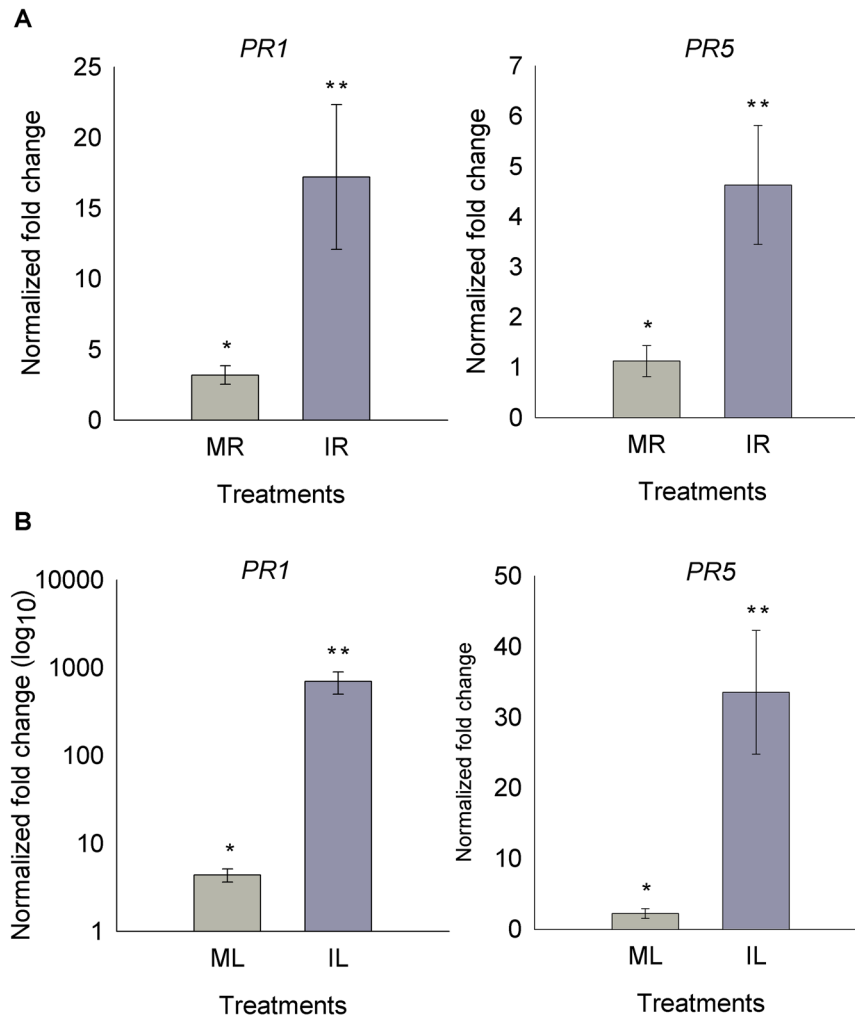 A
PR1
25
20
15
10
5
0
Normalized fold change
*
**
MR
IR
Treatments
PR5
7
6
5
4
3
2
1
0
Normalized fold change
*
**
MR
IR
Treatments
B
PR1
10000
1000
100
10
1
Normalized fold change (log10)
*
**
ML
IL
Treatments
PR5
50
40
30
20
10
0
Normalized fold change
*
**
ML
IL
Treatments